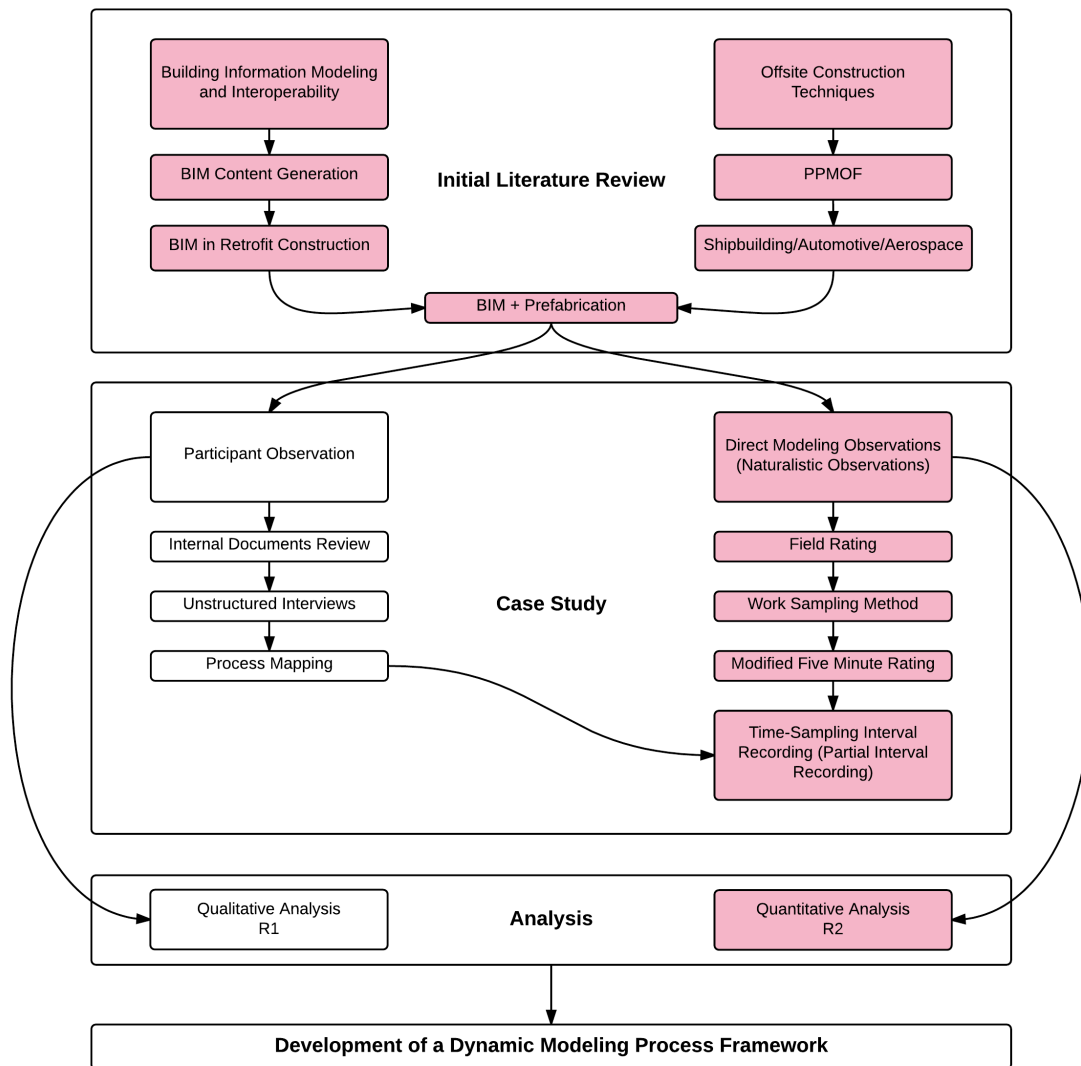 Building Information Modeling
and Interoperability
Offsite Construction
Techniques
BIM Content Generation
Initial Literature Review
PPMOF
BIM in Retrofit Construction
Shipbuilding/Automotive/Aerospace
BIM + Prefabrication
Participant Observation
Direct Modeling Observations
(Naturalistic Observations)
Internal Documents Review
Field Rating
Unstructured Interviews
Case Study
Work Sampling Method
Process Mapping
Modified Five Minute Rating
Time-Sampling Interval
Recording (Partial Interval
Recording)
Qualitative Analysis
R1
Analysis
Quantitative Analysis
R2
Development of a Dynamic Modeling Process Framework